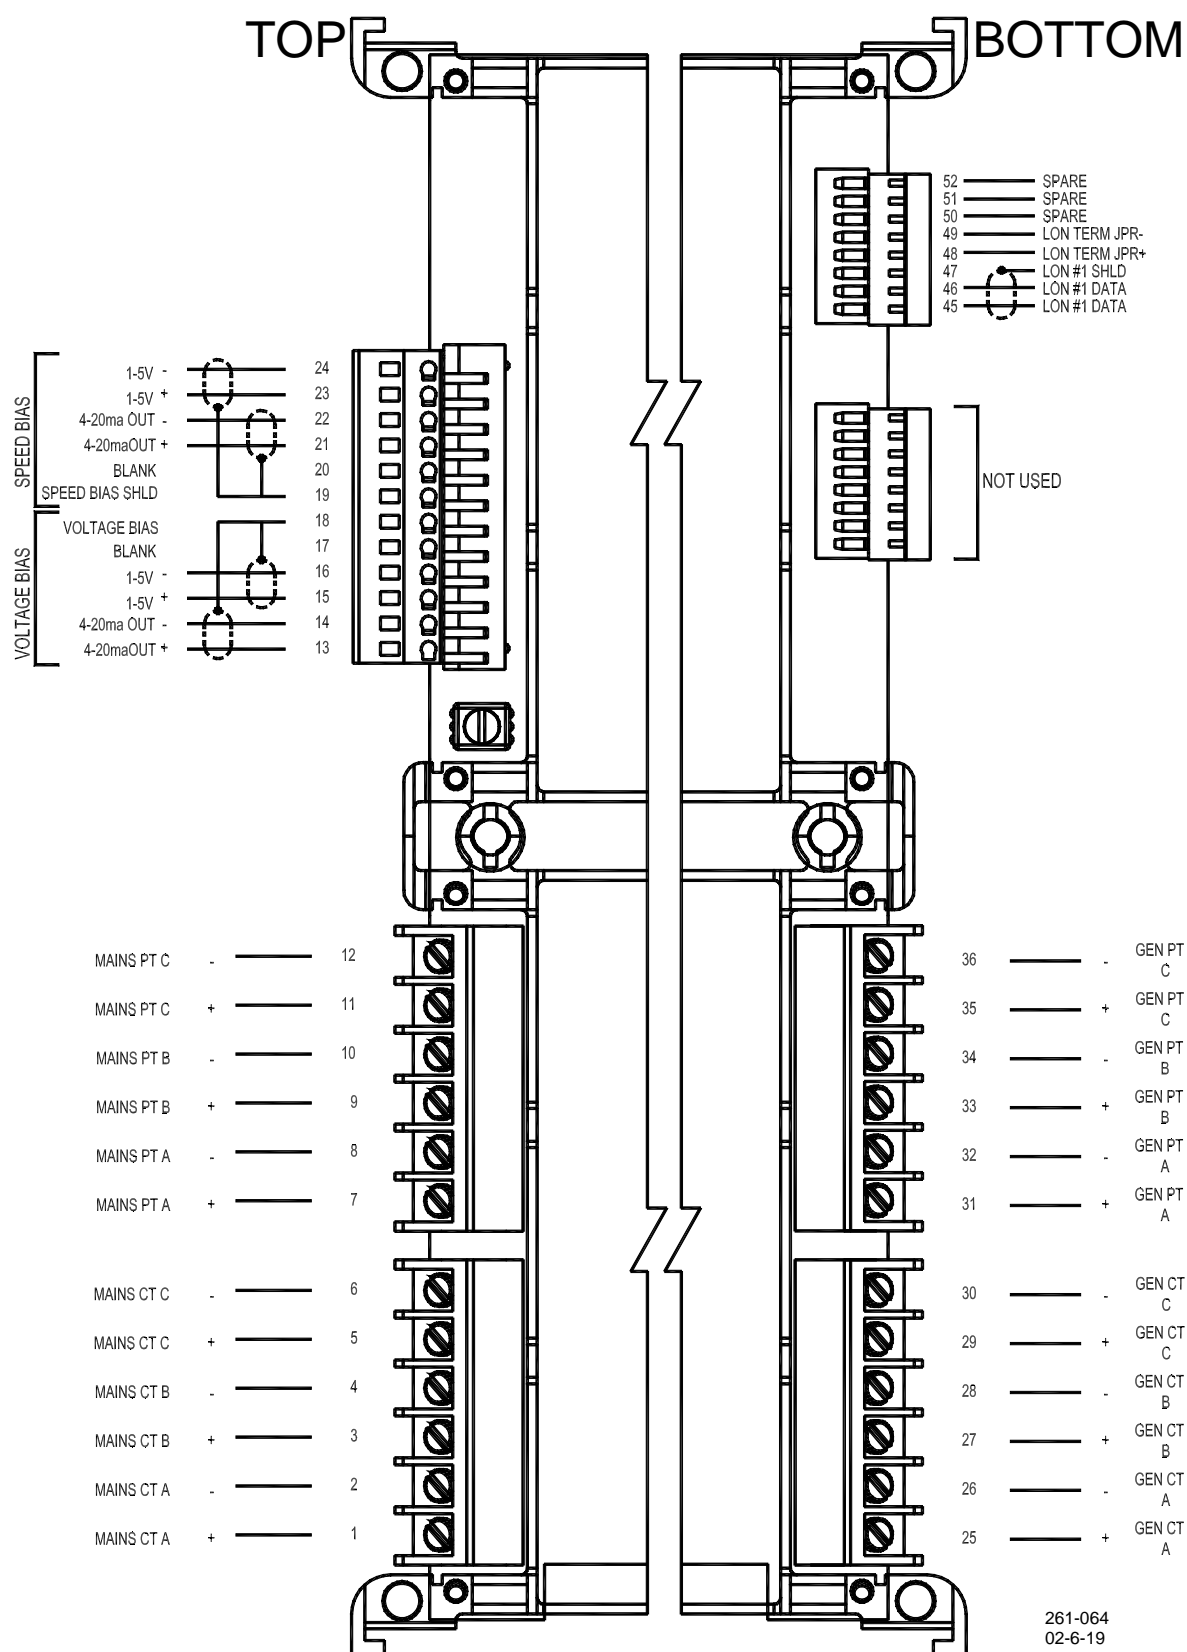 TOP
BOTTOM
52 SPARE
51 SPARE
50 SPARE
49 LON TERM JPR-
48 LON TERM JPR+
47 LON #1 SHLD
46 LON #1 DATA
45 LON #1 DATA
NOT USED
SPEED BIAS
1-5V - 24
1-5V + 23
4-20ma OUT - 22
4-20maOUT + 21
BLANK 20
SPEED BIAS SHLD 19
VOLTAGE BIAS
VOLTAGE BIAS 18
BLANK 17
1-5V - 16
1-5V + 15
4-20ma OUT - 14
4-20maOUT + 13
MAINS PT C - 12
MAINS PT C + 11
MAINS PT B - 10
MAINS PT B + 9
MAINS PT A - 8
MAINS PT A + 7
MAINS CT C - 6
MAINS CT C + 5
MAINS CT B - 4
MAINS CT B + 3
MAINS CT A - 2
MAINS CT A + 1
36 - GEN PT
C
35 + GEN PT
C
34 - GEN PT
B
33 + GEN PT
B
32 - GEN PT
A
31 + GEN PT
A
30 - GEN CT
C
29 + GEN CT
C
28 - GEN CT
B
27 + GEN CT
B
26 - GEN CT
A
25 + GEN CT
A
261-064
02-6-19